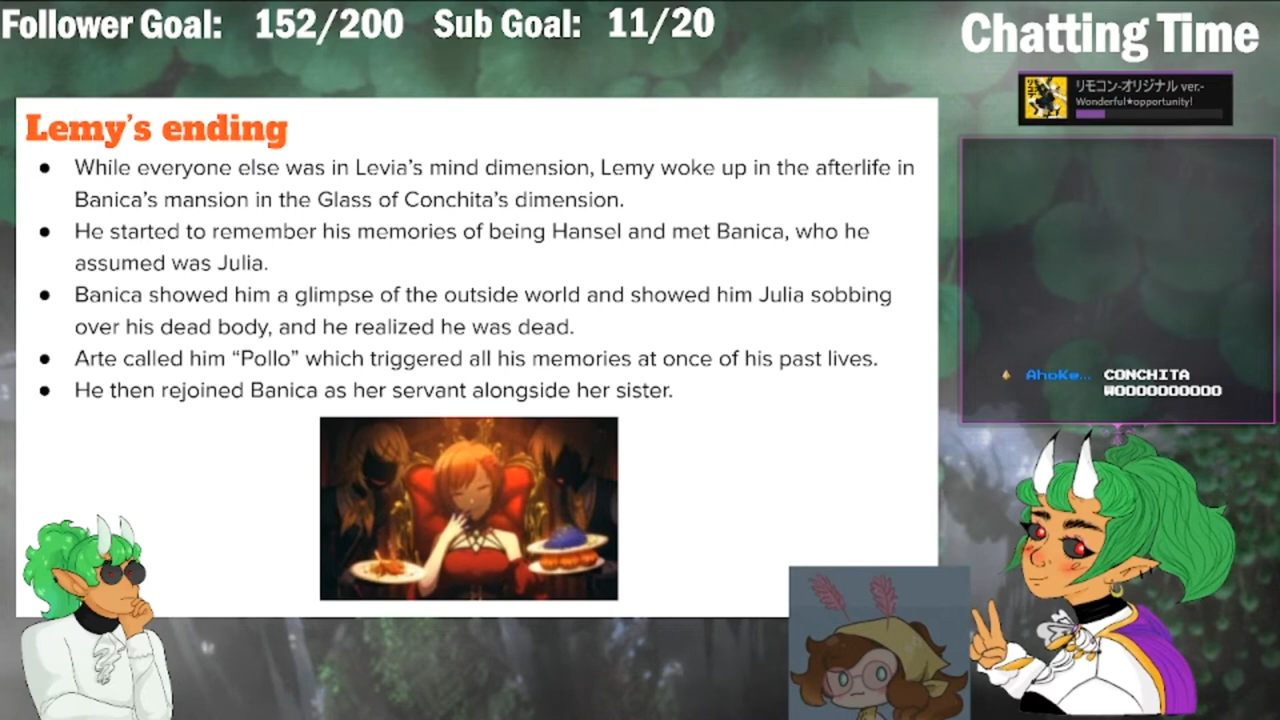 Follower Goal: 152/200 Sub Goal: 11/20
Chatting Time
リモコン-オリジナル ver.-
Wonderful★opportunity!
Lemy's ending
● While everyone else was in Levia's mind dimension, Lemy woke up in the afterlife in
Banica's mansion in the Glass of Conchita's dimension.
● He started to remember his memories of being Hansel and met Banica, who he
assumed was Julia.
● Banica showed him a glimpse of the outside world and showed him Julia sobbing
over his dead body, and he realized he was dead.
● Arte called him “Pollo” which triggered all his memories at once of his past lives.
● He then rejoined Banica as her servant alongside her sister.
AhoKe... CONCHITA
WOOOOOOOOOO